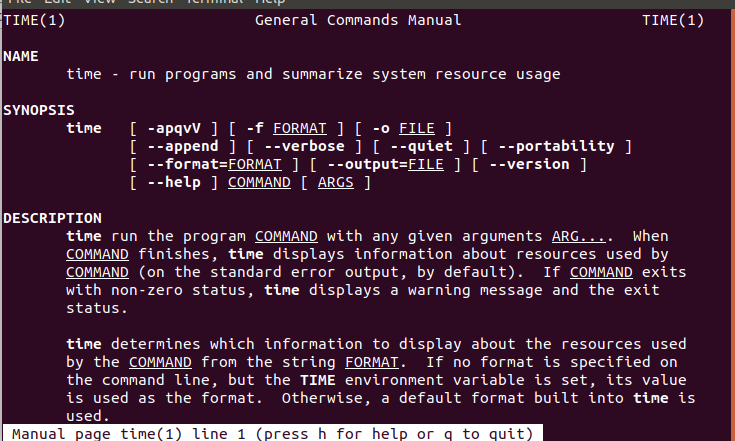 File Edit View Search Terminal Help
TIME(1) General Commands Manual TIME(1)
NAME
time - run programs and summarize system resource usage
SYNOPSIS
time [ -apqvV ] [ -f FORMAT ] [ -o FILE ]
[ --append ] [ --verbose ] [ --quiet ] [ --portability ]
[ --format=FORMAT ] [ --output=FILE ] [ --version ]
[ --help ] COMMAND [ ARGS ]
DESCRIPTION
time run the program COMMAND with any given arguments ARG.... When
COMMAND finishes, time displays information about resources used by
COMMAND (on the standard error output, by default). If COMMAND exits
with non-zero status, time displays a warning message and the exit
status.
time determines which information to display about the resources used
by the COMMAND from the string FORMAT. If no format is specified on
the command line, but the TIME environment variable is set, its value
is used as the format. Otherwise, a default format built into time is
used.
Manual page time(1) line 1 (press h for help or q to quit)